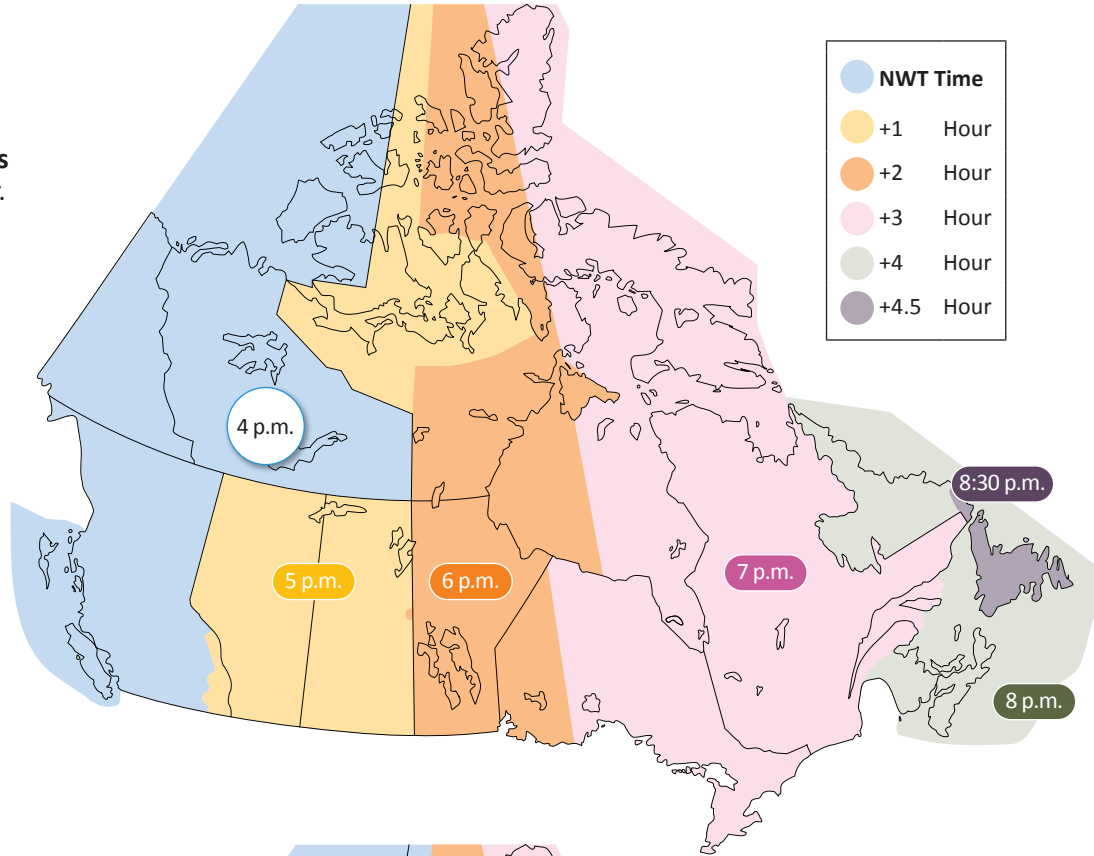 s
r.
NWT Time
+1 Hour
+2 Hour
+3 Hour
+4 Hour
+4.5 Hour
4 p.m.
8:30 p.m.
5 p.m.
6 p.m.
7 p.m.
8 p.m.